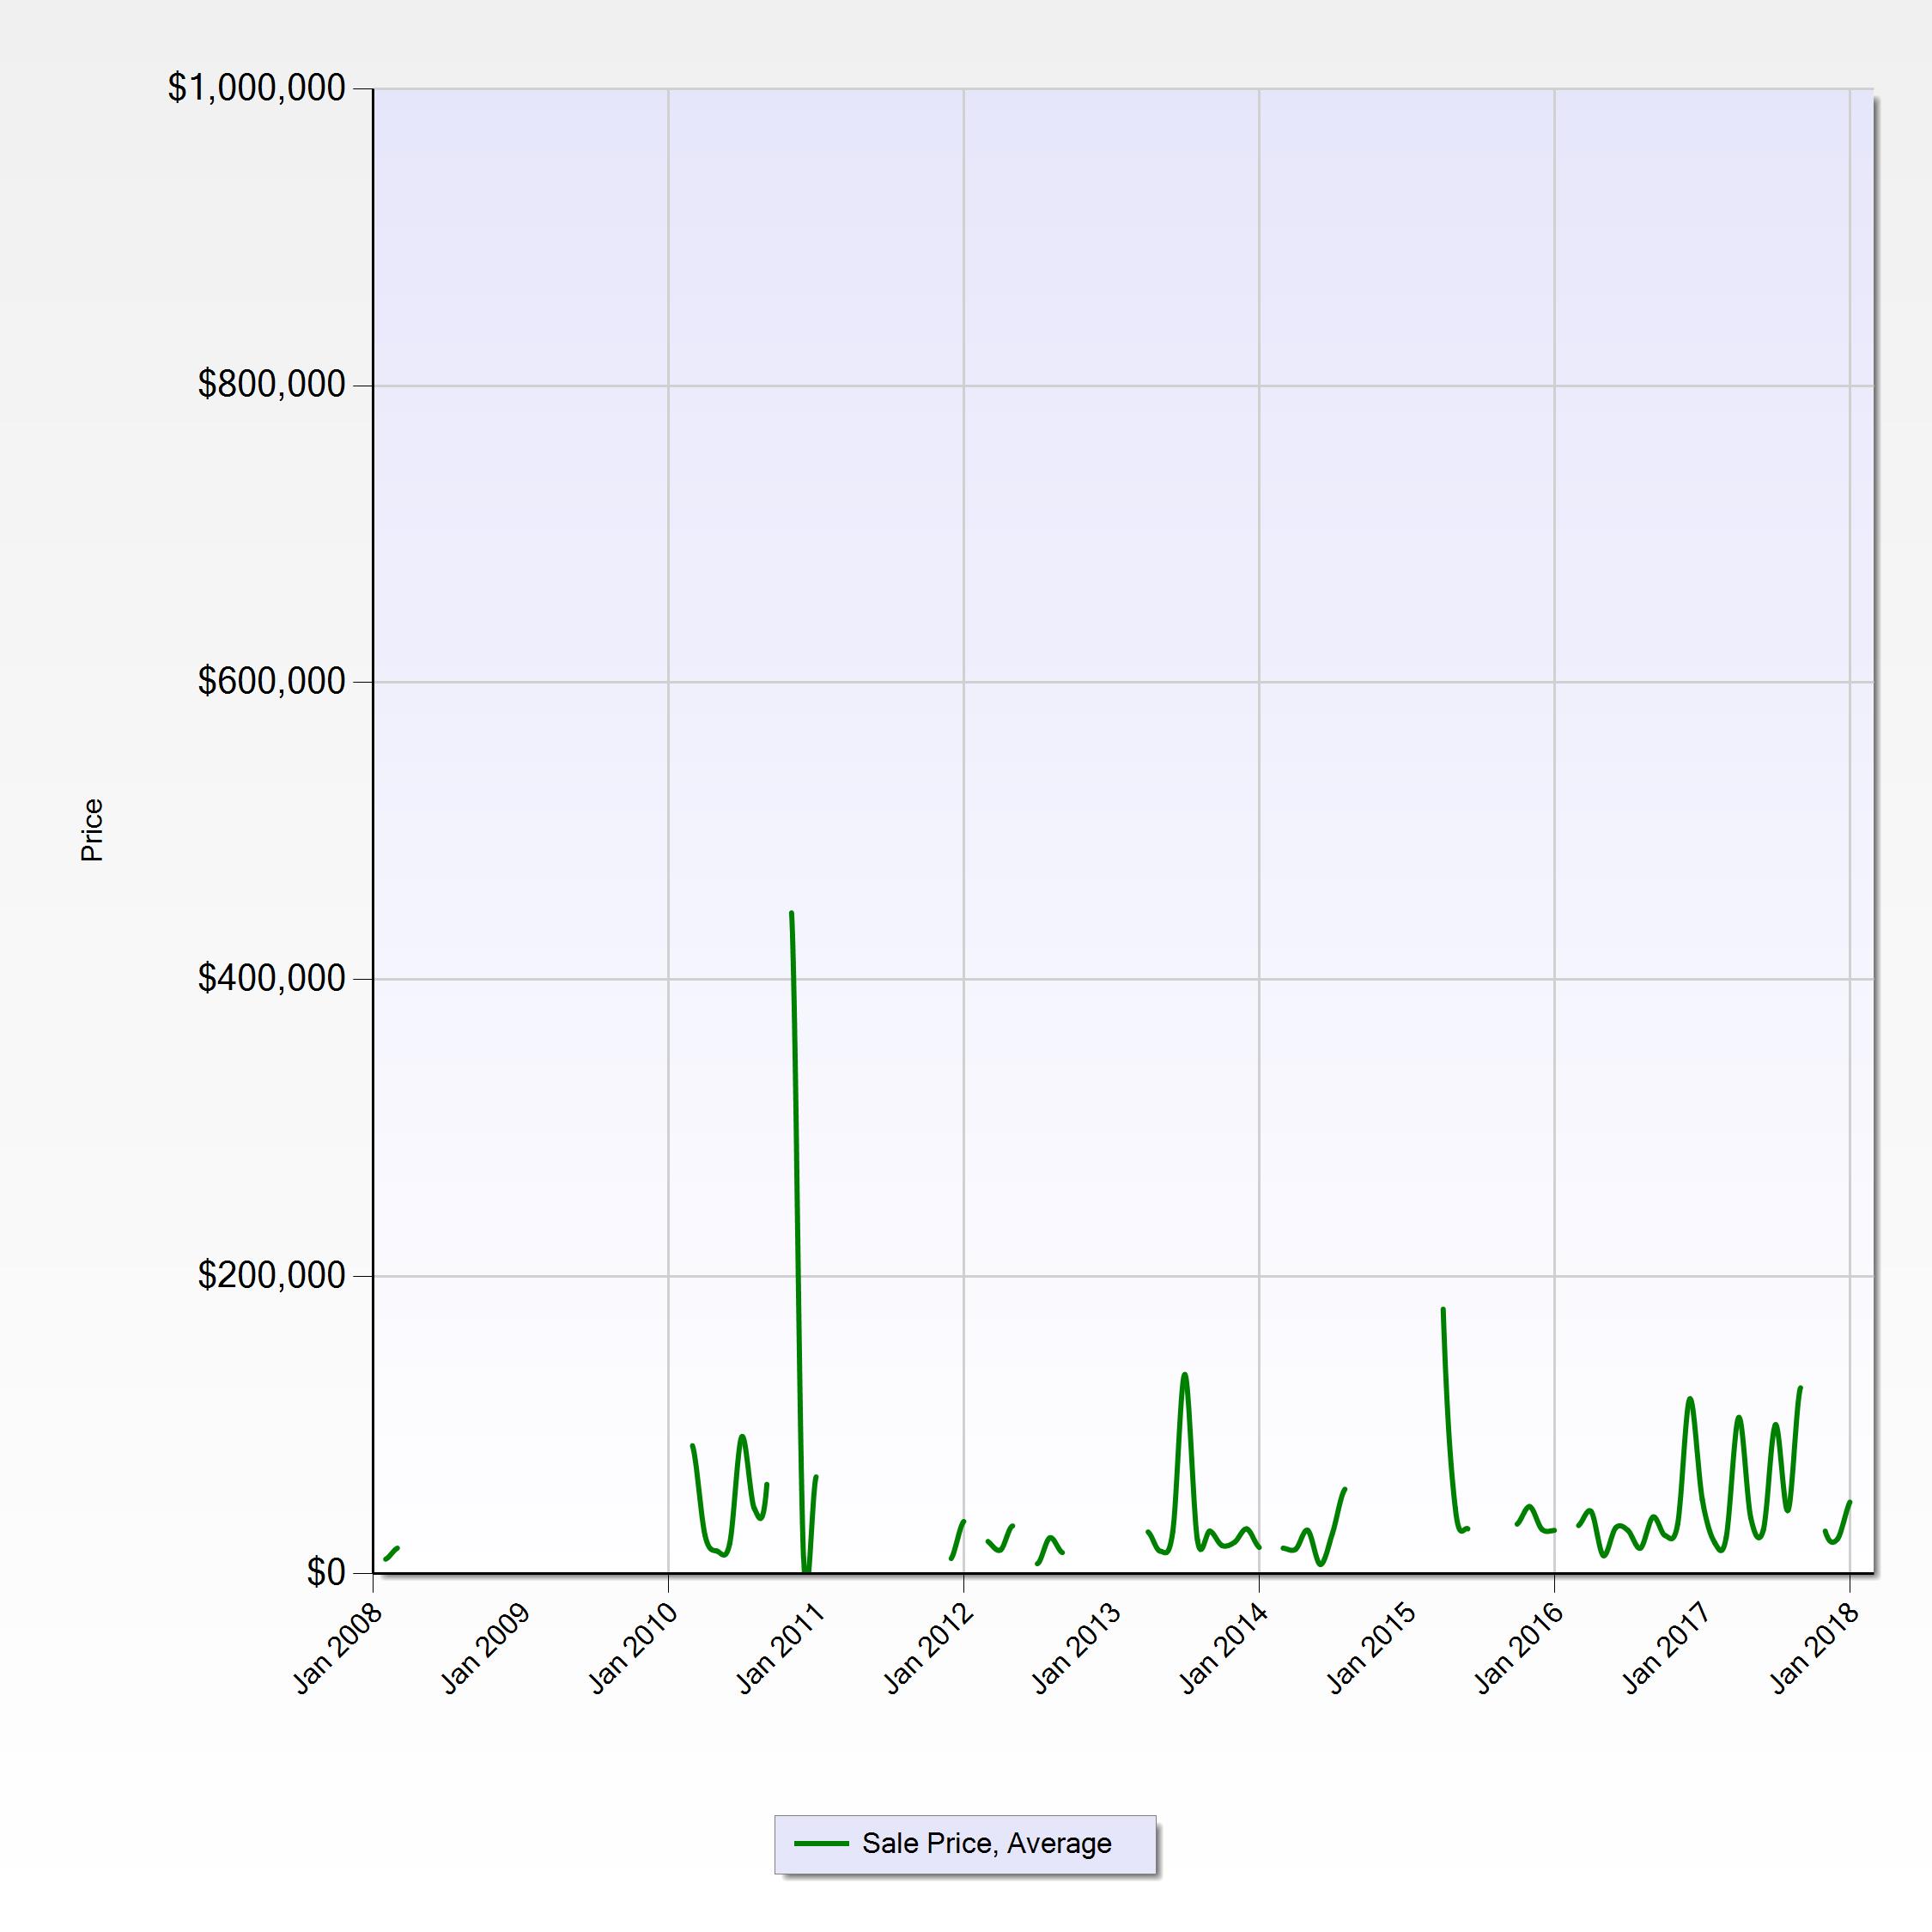 $1,000,000
$800,000
$600,000
$400,000
$200,000
$0
Price
Jan 2008
Jan 2009
Jan 2010
Jan 2011
Jan 2012
Jan 2013
Jan 2014
Jan 2015
Jan 2016
Jan 2017
Jan 2018
Sale Price, Average